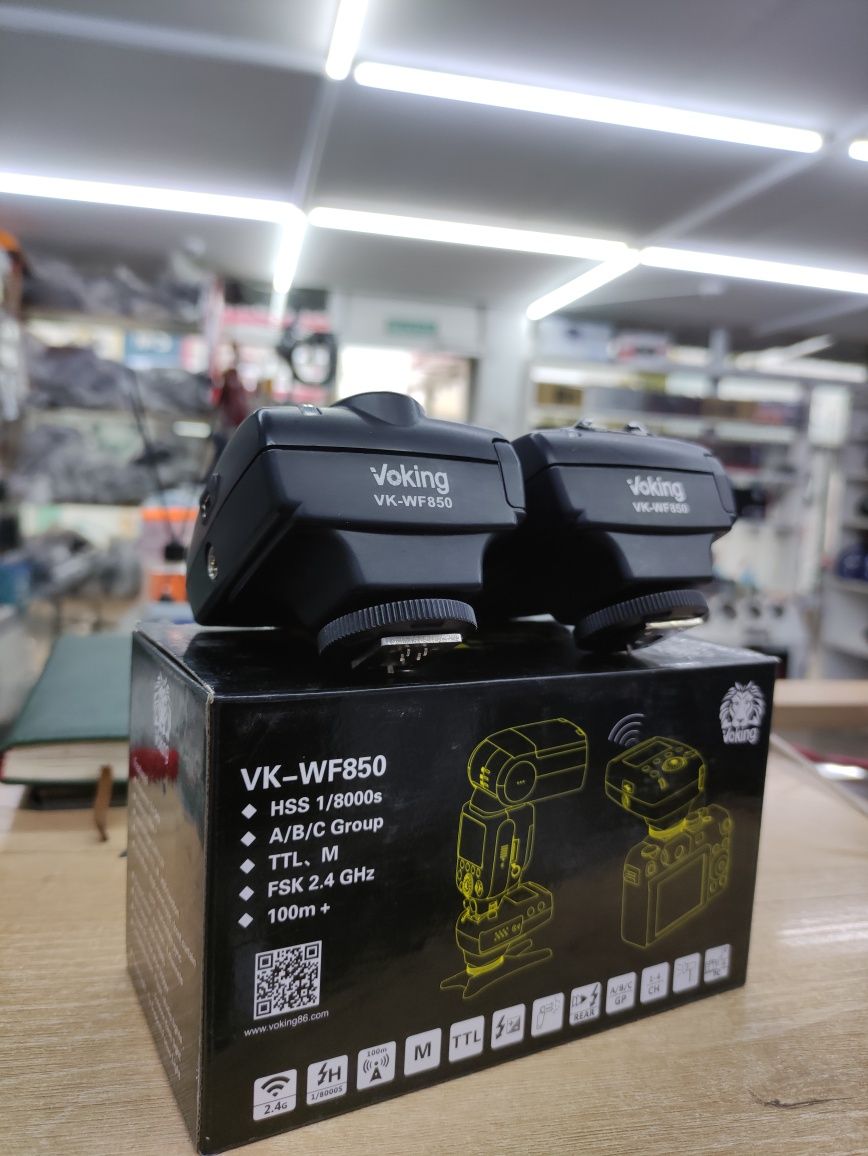 Voking
VK-WF850
Voking
VK-WF850
Voking
VK-WF850
◆ HSS 1/8000s
◆ A/B/C Group
◆ TTL、M
◆ FSK 2.4 GHz
◆ 100m +
www.voking86.com
2.4G
H
1/8000S
100m
M
TTL
REAR
A/B/C
GP
1-4
CH